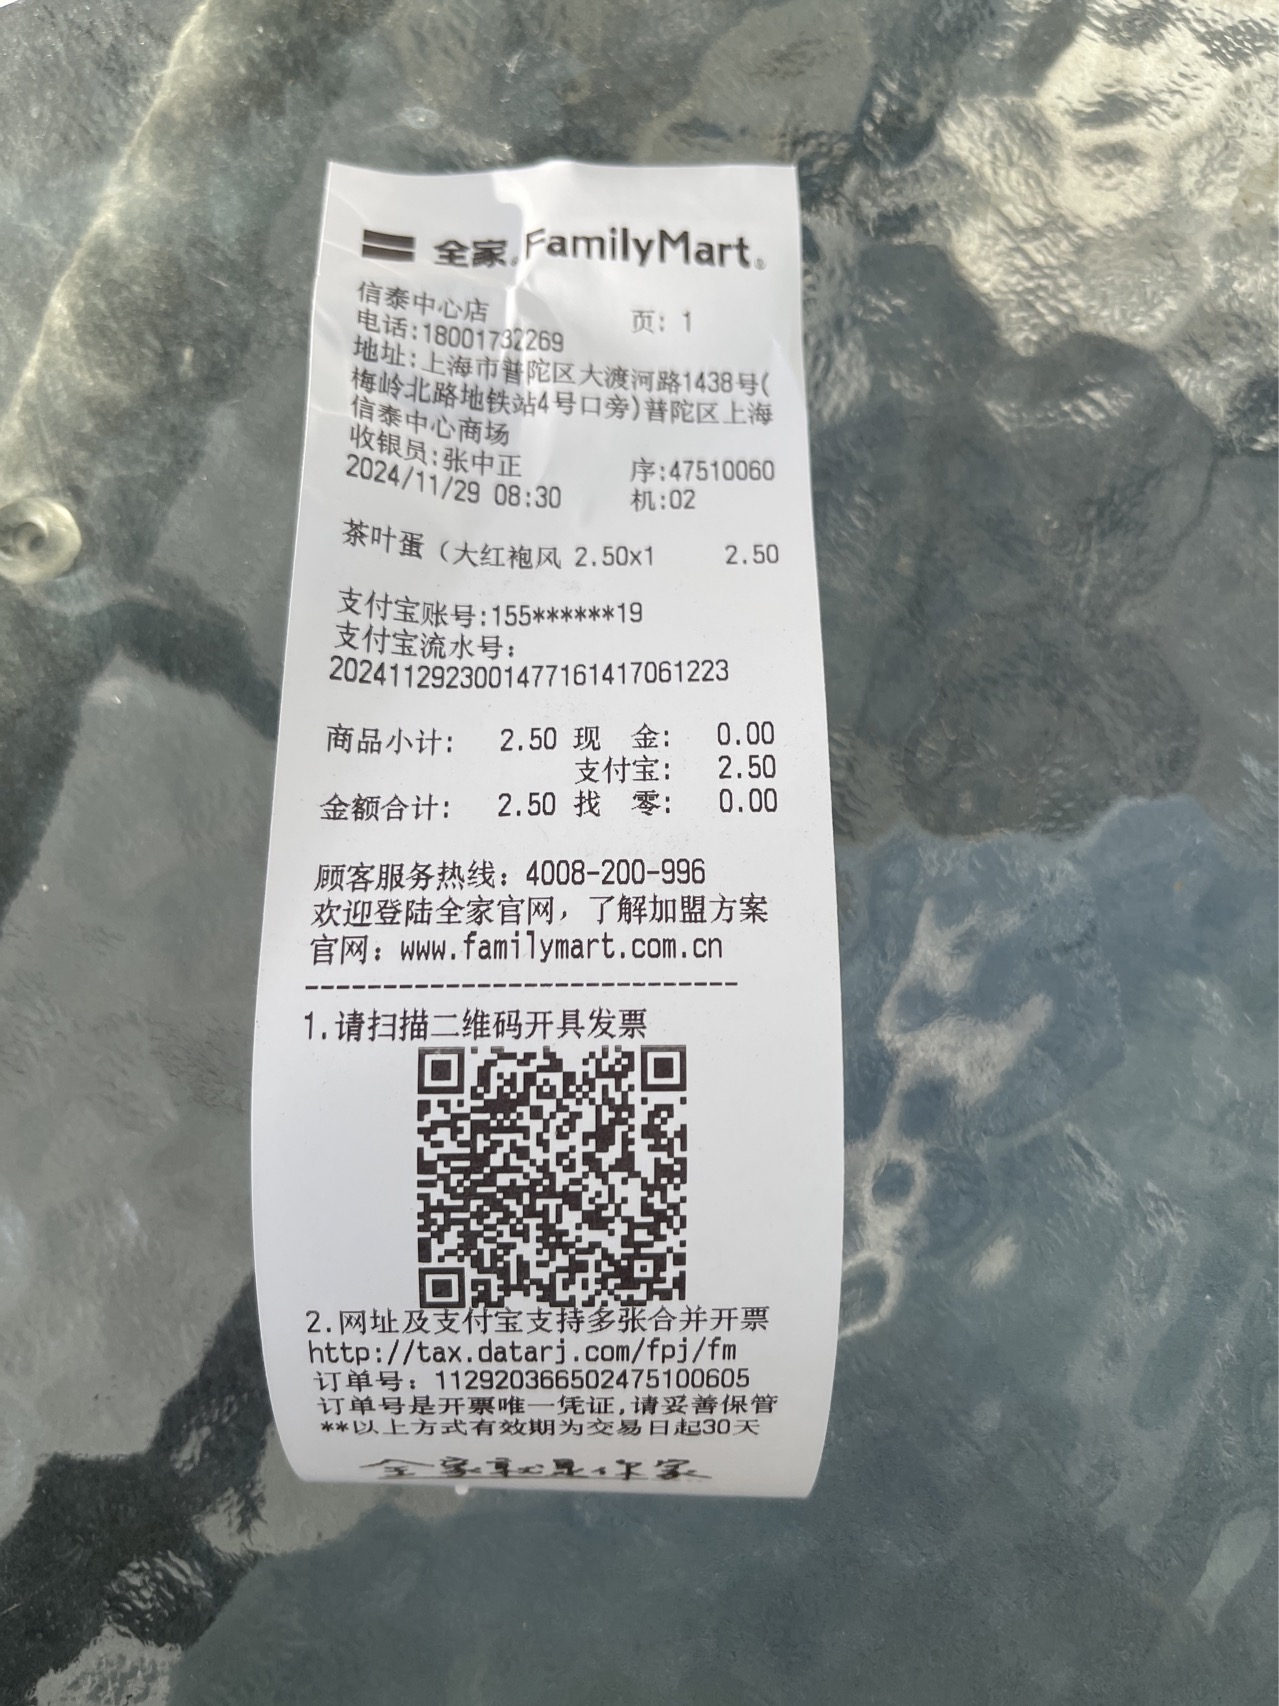 全家 FamilyMart
信泰中心店 页: 1
电话:18001732269
地址:上海市普陀区大渡河路1438号(
梅岭北路地铁站4号口旁)普陀区上海
信泰中心商场
收银员:张中正 序:47510060
2024/11/29 08:30 机:02
茶叶蛋（大红袍风 2.50x1 2.50
支付宝账号:155******19
支付宝流水号:
2024112923001477161417061223
商品小计: 2.50 现 金: 0.00
支付宝: 2.50
金额合计: 2.50 找 零: 0.00
顾客服务热线：4008-200-996
欢迎登陆全家官网，了解加盟方案
官网：www.familymart.com.cn
---------------------------
1.请扫描二维码开具发票
2.网址及支付宝支持多张合并开票
http://tax.datarj.com/fpj/fm
订单号：112920366502475100605
订单号是开票唯一凭证,请妥善保管
**以上方式有效期为交易日起30天
全家就是你家